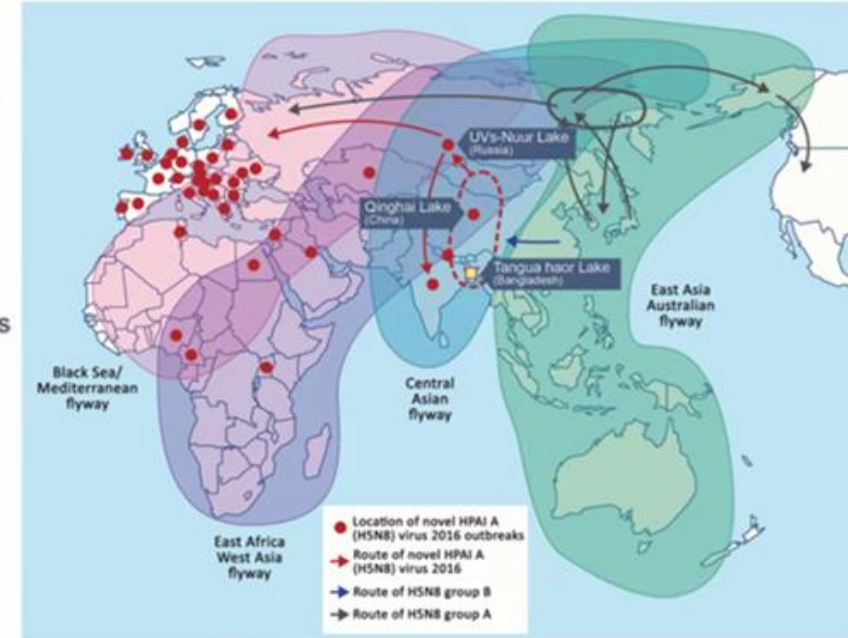 s
UVs-Nuur Lake
(Russia)
Qinghai Lake
(China)
Tangua haor Lake
(Bangladesh)
East Asia
Australian
flyway
Black Sea/
Mediterranean
flyway
Central
Asian
flyway
East Africa
West Asia
flyway
Location of novel HPAI A
(H5N8) virus 2016 outbreaks
Route of novel HPAI A
(H5N8) virus 2016
Route of H5N8 group B
Route of H5N8 group A